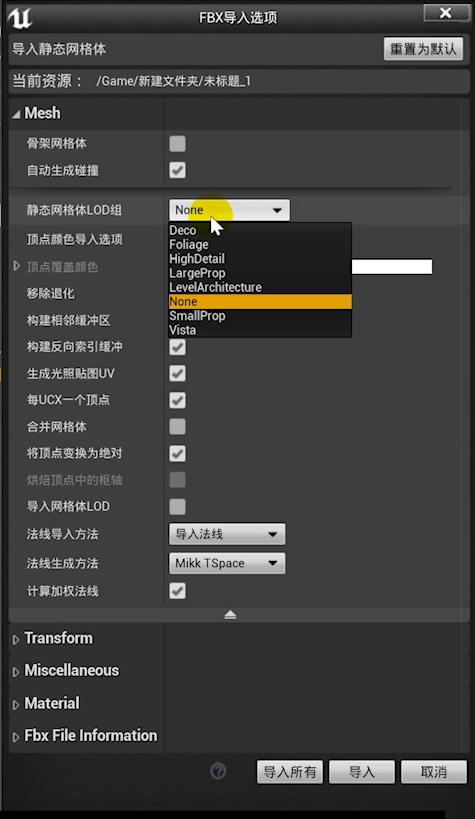 FBX导入选项
导入静态网格体
重置为默认
当前资源： /Game/新建文件夹/未标题_1
Mesh
骨架网格体
自动生成碰撞
静态网格体LOD组
None
Deco
顶点颜色导入选项
Foliage
HighDetail
顶点覆盖颜色
LargeProp
移除退化
LevelArchitecture
None
构建相邻缓冲区
SmallProp
Vista
构建反向索引缓冲
生成光照贴图UV
每UCX一个顶点
合并网格体
将顶点变换为绝对
烘焙顶点中的枢轴
导入网格体LOD
法线导入方法
导入法线
法线生成方法
Mikk TSpace
计算加权法线
Transform
Miscellaneous
Material
Fbx File Information
导入所有
导入
取消